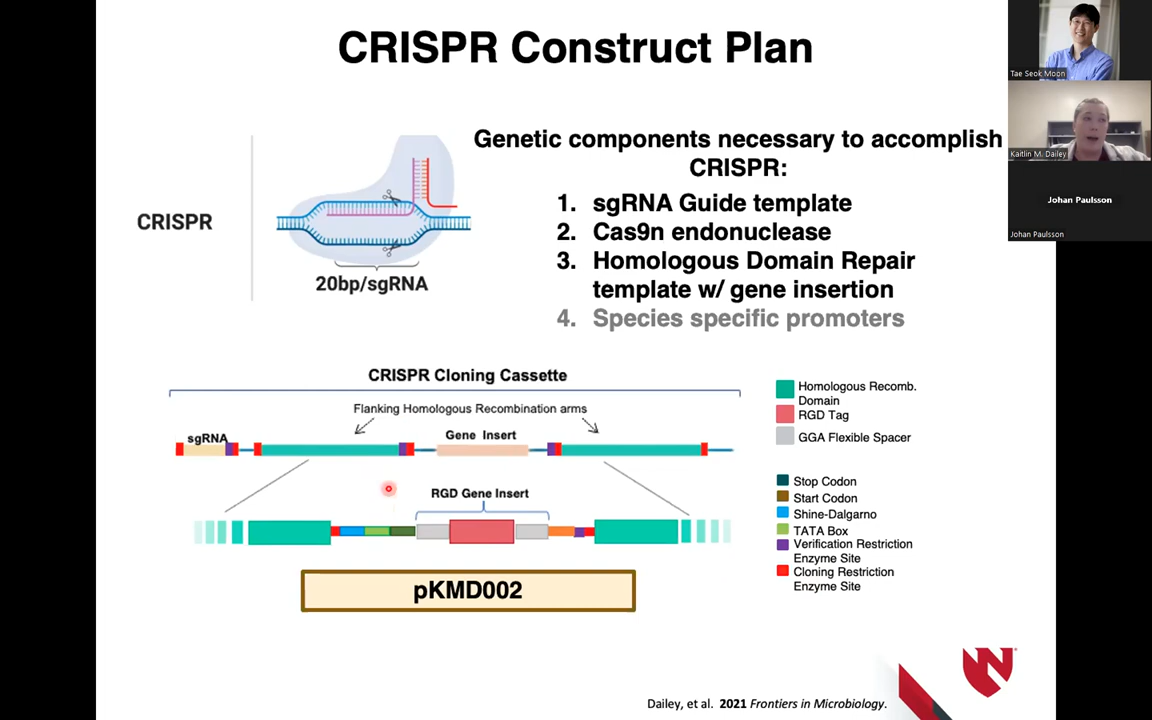 CRISPR Construct Plan
Tae Seok Moon
Kaitlin M. Dailey
Johan Paulsson
Johan Paulsson
Genetic components necessary to accomplish
CRISPR:
1. sgRNA Guide template
2. Cas9n endonuclease
3. Homologous Domain Repair
template w/ gene insertion
4. Species specific promoters
CRISPR
20bp/sgRNA
CRISPR Cloning Cassette
Flanking Homologous Recombination arms
sgRNA
Gene Insert
RGD Gene Insert
pKMD002
Homologous Recomb.
Domain
RGD Tag
GGA Flexible Spacer
Stop Codon
Start Codon
Shine-Dalgarno
TATA Box
Verification Restriction
Enzyme Site
Cloning Restriction
Enzyme Site
N
Dailey, et al. 2021 Frontiers in Microbiology.